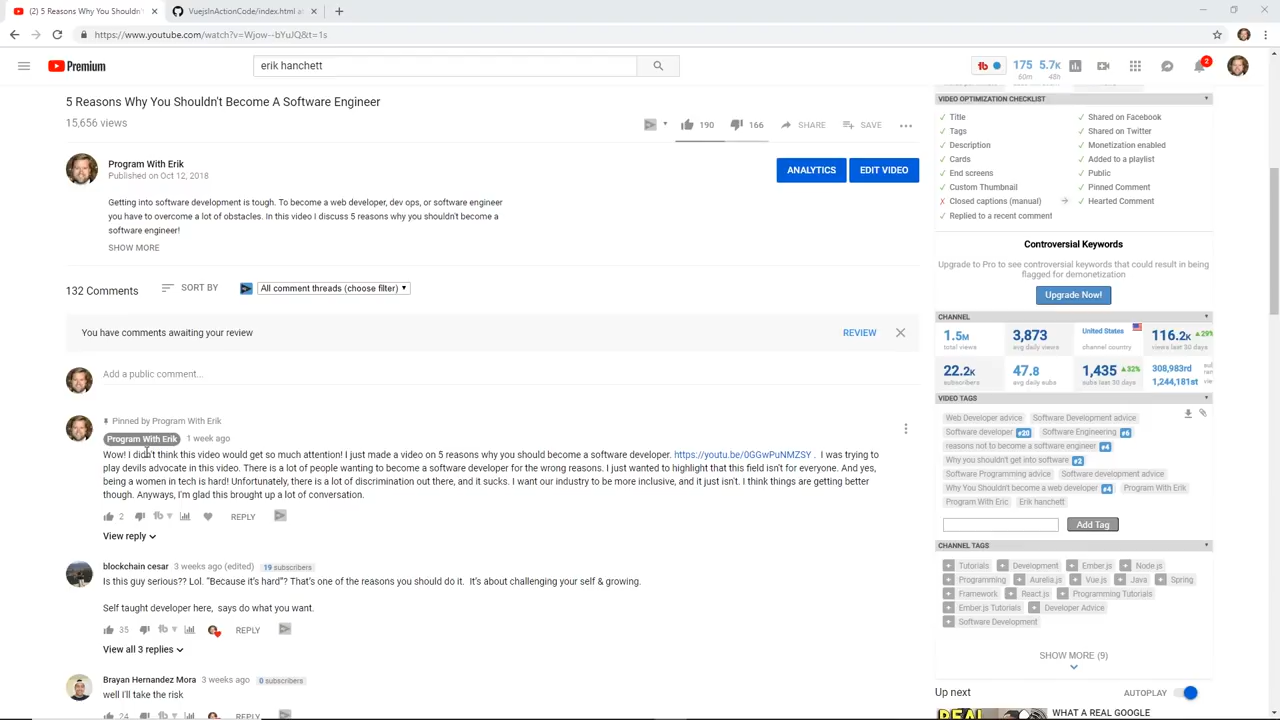 (2) 5 Reasons Why You Shouldn't
VuejsInActionCode/index.html at
https://www.youtube.com/watch?v=Wjow--bYuJQ&t=1s
Premium
erik hanchett
tb
175
60m
5.7K
48h
2
5 Reasons Why You Shouldn't Become A Software Engineer
15,656 views
190
166
SHARE
SAVE
Program With Erik
Published on Oct 12, 2018
ANALYTICS
EDIT VIDEO
Getting into software development is tough. To become a web developer, dev ops, or software engineer
you have to overcome a lot of obstacles. In this video I discuss 5 reasons why you shouldn't become a
software engineer!
SHOW MORE
132 Comments
SORT BY
All comment threads (choose filter)
You have comments awaiting your review
REVIEW
Add a public comment...
Pinned by Program With Erik
Program With Erik 1 week ago
Wow! I didn't think this video would get so much attention! I just made a video on 5 reasons why you should become a software developer. https://youtu.be/0GGwPuNMZSY . I was trying to
play devils advocate in this video. There is a lot of people wanting to become a software developer for the wrong reasons. I just wanted to highlight that this field isn't for everyone. And yes,
being a women in tech is hard! Unfortunately, there's a lot of discrimination out there, and it sucks. I want our industry to be more inclusive, and it just isn't. I think things are getting better
though. Anyways, I'm glad this brought up a lot of conversation.
2
tb
REPLY
View reply
blockchain cesar 3 weeks ago (edited) 19 subscribers
Is this guy serious?? Lol. "Because it's hard"? That's one of the reasons you should do it. It's about challenging your self & growing.
Self taught developer here, says do what you want.
35
tb
REPLY
View all 3 replies
Brayan Hernandez Mora 3 weeks ago 0 subscribers
well I'll take the risk
24
REPLY
VIDEO OPTIMIZATION CHECKLIST
✓ Title
✓ Shared on Facebook
✓ Tags
✓ Shared on Twitter
✓ Description
✓ Monetization enabled
✓ Cards
✓ Added to a playlist
✓ End screens
✓ Public
✓ Custom Thumbnail
✓ Pinned Comment
✗ Closed captions (manual)
✓ Hearted Comment
✓ Replied to a recent comment
Controversial Keywords
Upgrade to Pro to see controversial keywords that could result in being
flagged for demonetization
Upgrade Now!
CHANNEL
1.5M
total views
3,873
avg daily views
United States
channel country
116.2K 29%
views last 30 days
22.2K
subscribers
47.8
avg daily subs
1,435 32%
subs last 30 days
308,983rd
1,244,181st
VIDEO TAGS
Web Developer advice
Software Development advice
Software developer #20
Software Engineering #6
reasons not to become a software engineer #4
Why you shouldn't get into software #2
Software Programming advice
Software development advice
Why You Shouldn't become a web developer #4
Program With Erik
Program With Eric
Erik hanchett
Add Tag
CHANNEL TAGS
Tutorials
Development
Ember.js
Node.js
Programming
Aurelia.js
Vue.js
Java
Spring
Framework
React.js
Programming Tutorials
Ember.js Tutorials
Developer Advice
Software Development
SHOW MORE (9)
Up next
AUTOPLAY
REAL
WHAT A REAL GOOGLE